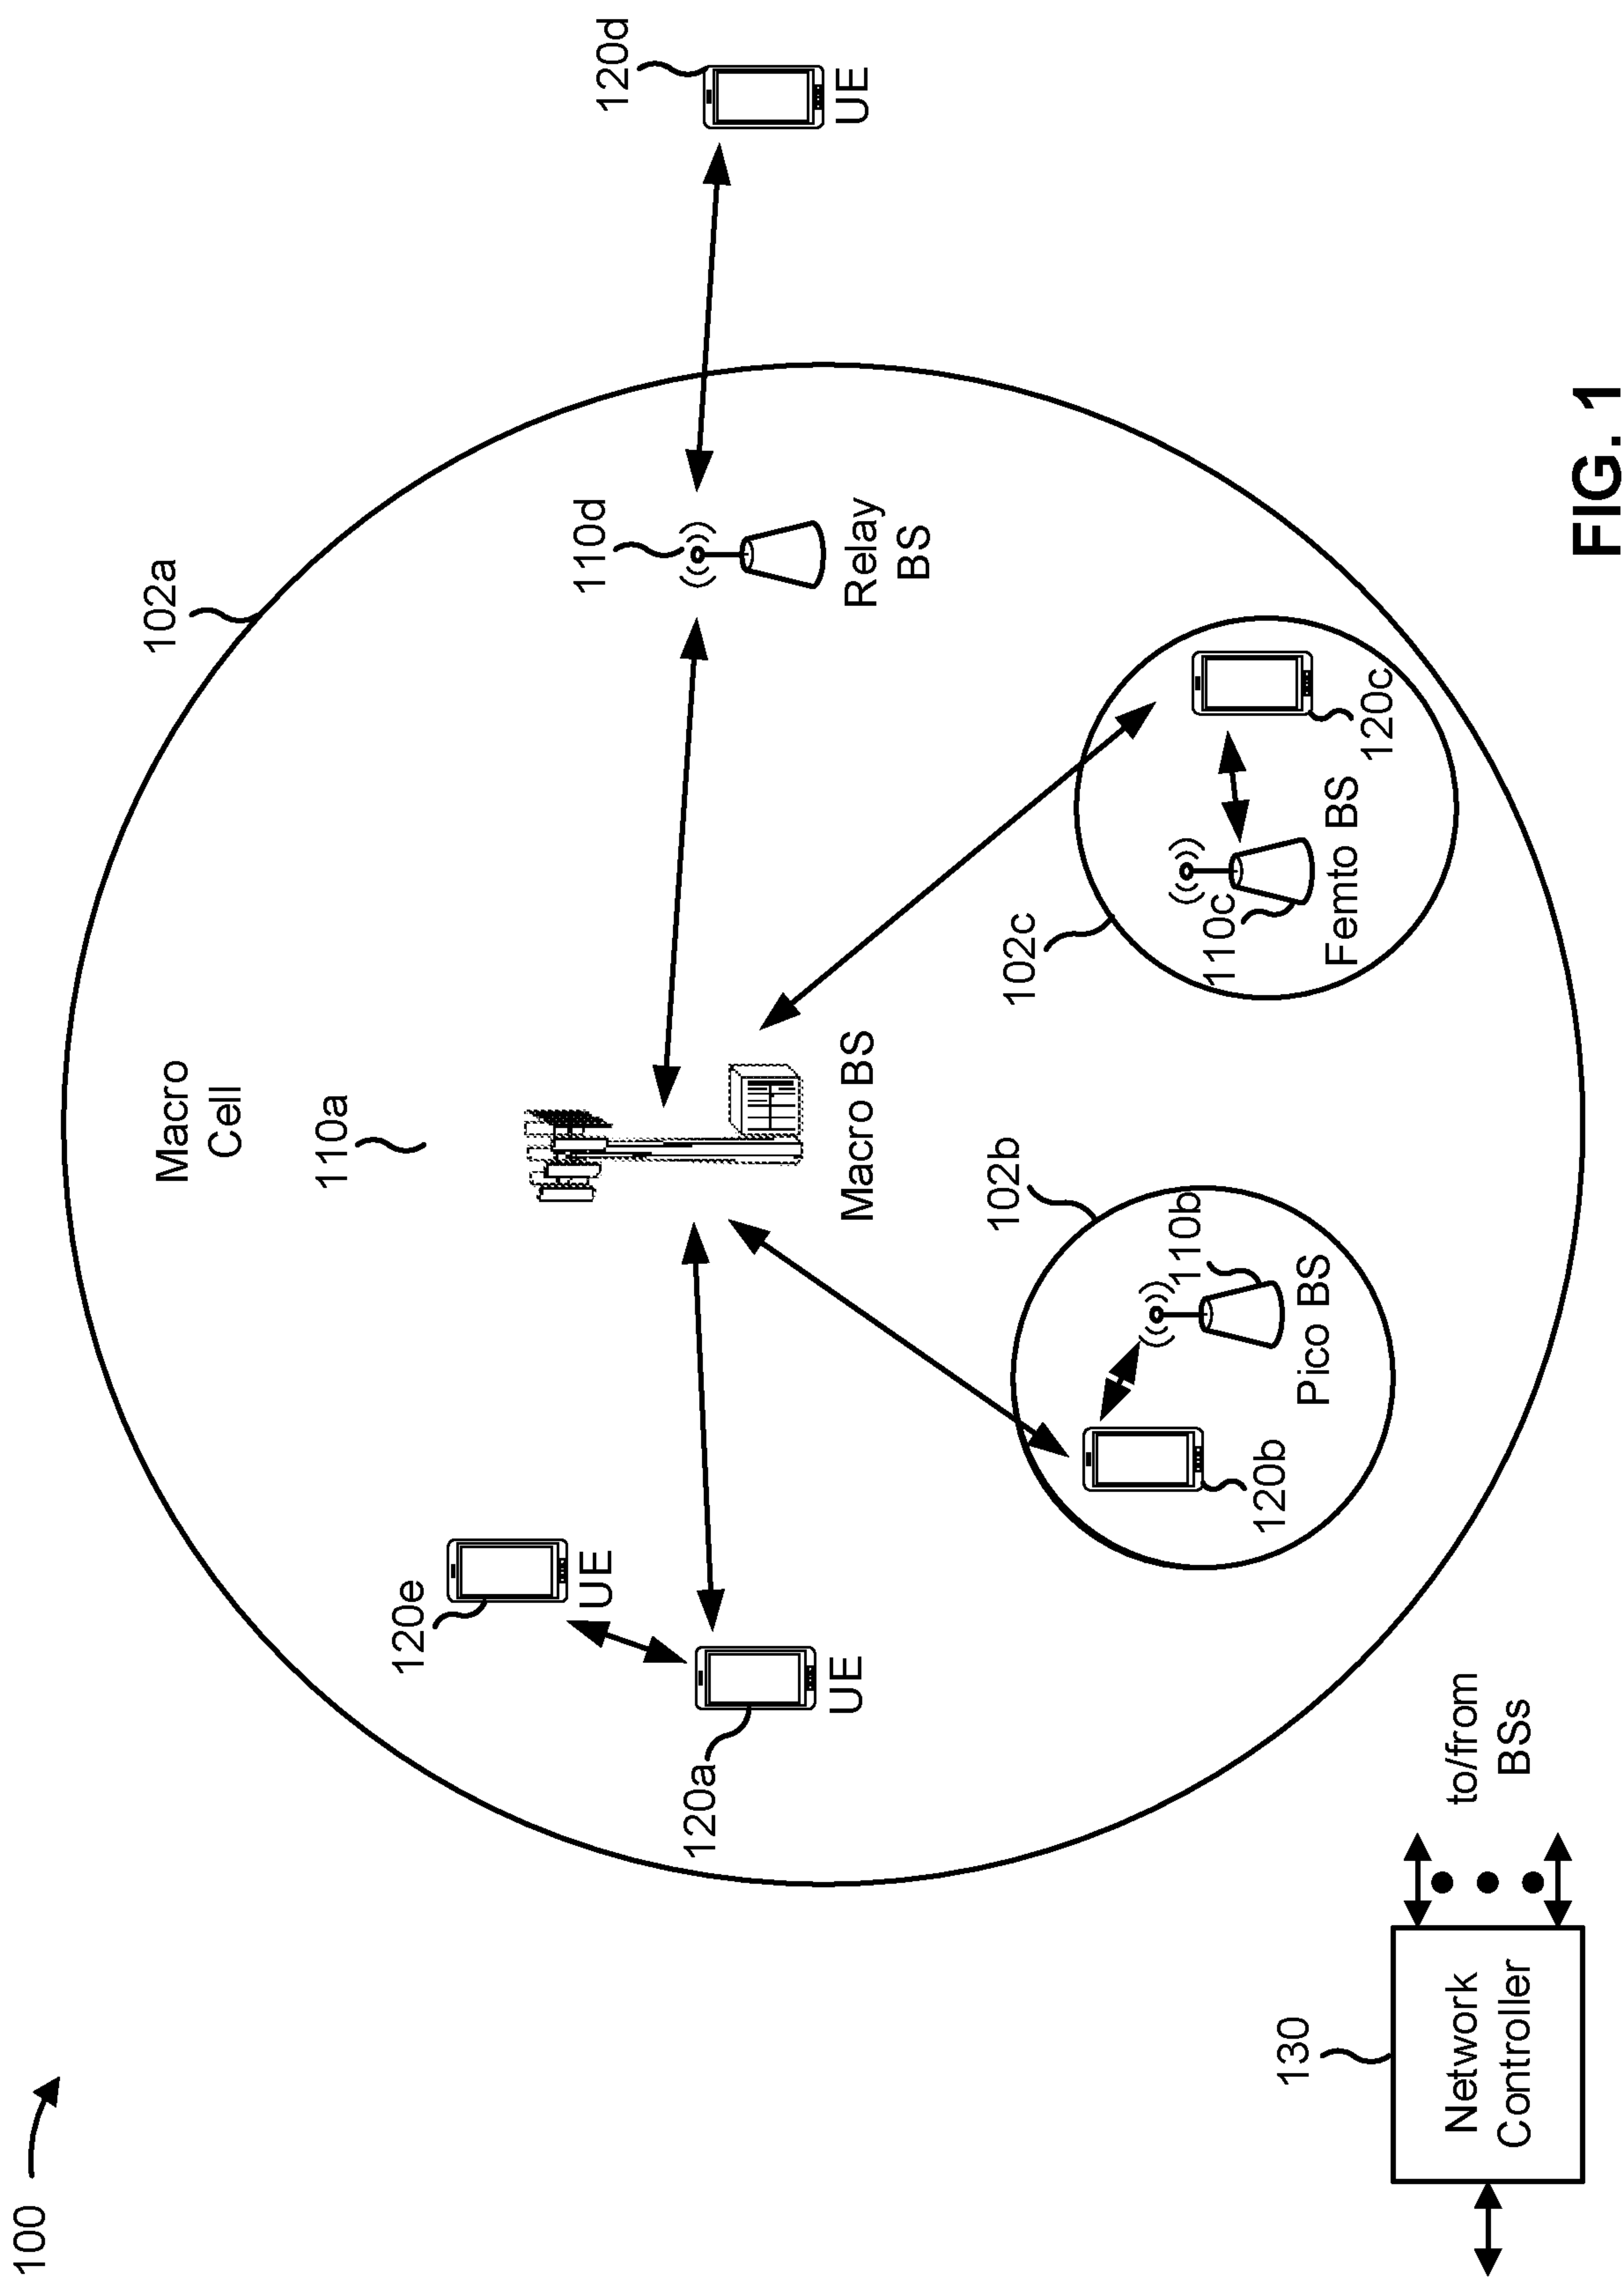 100
102a
Macro
Cell
110a
120d
UE
110d
Relay
BS
120e
UE
120a
UE
Macro BS
102c
110c
120c
Femto BS
102b
110b
Pico BS
120b
130
Network
Controller
to/from
BSs
FIG. 1